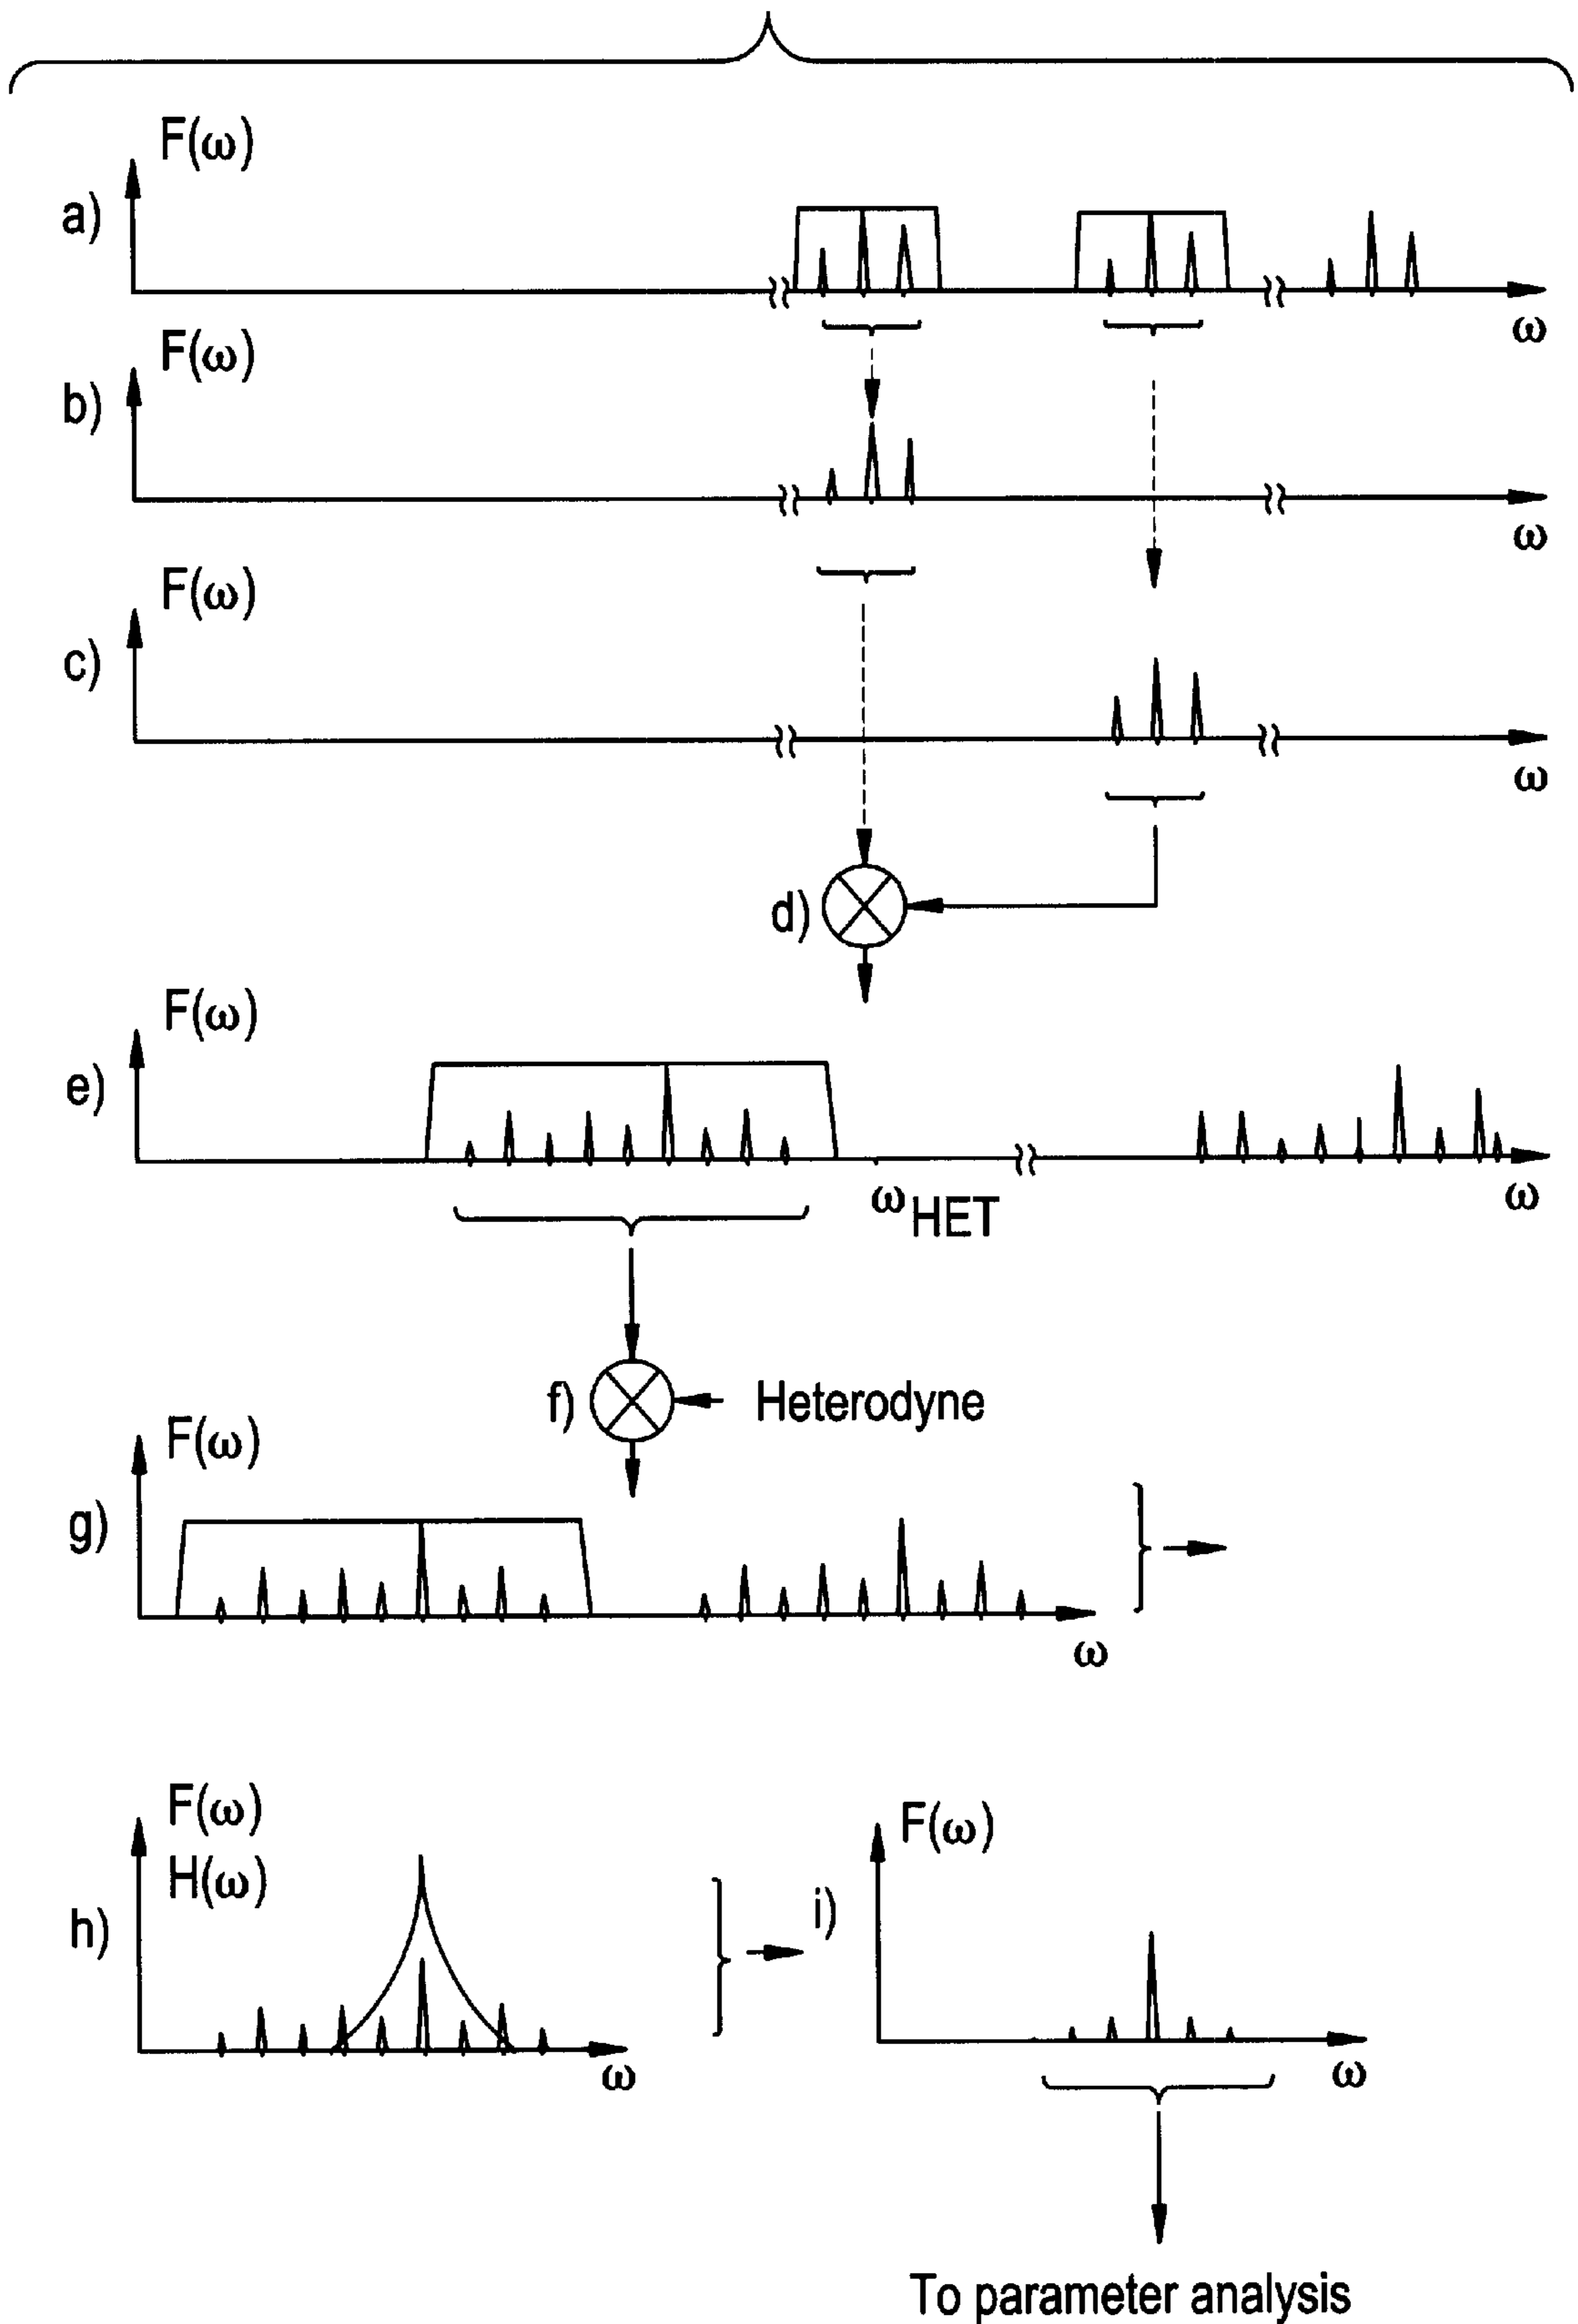 F(ω)
a)
ω
F(ω)
b)
ω
F(ω)
c)
ω
d)
F(ω)
e)
ω
ωHET
f) Heterodyne
F(ω)
g)
ω
F(ω)
H(ω)
h)
ω
F(ω)
i)
ω
To parameter analysis